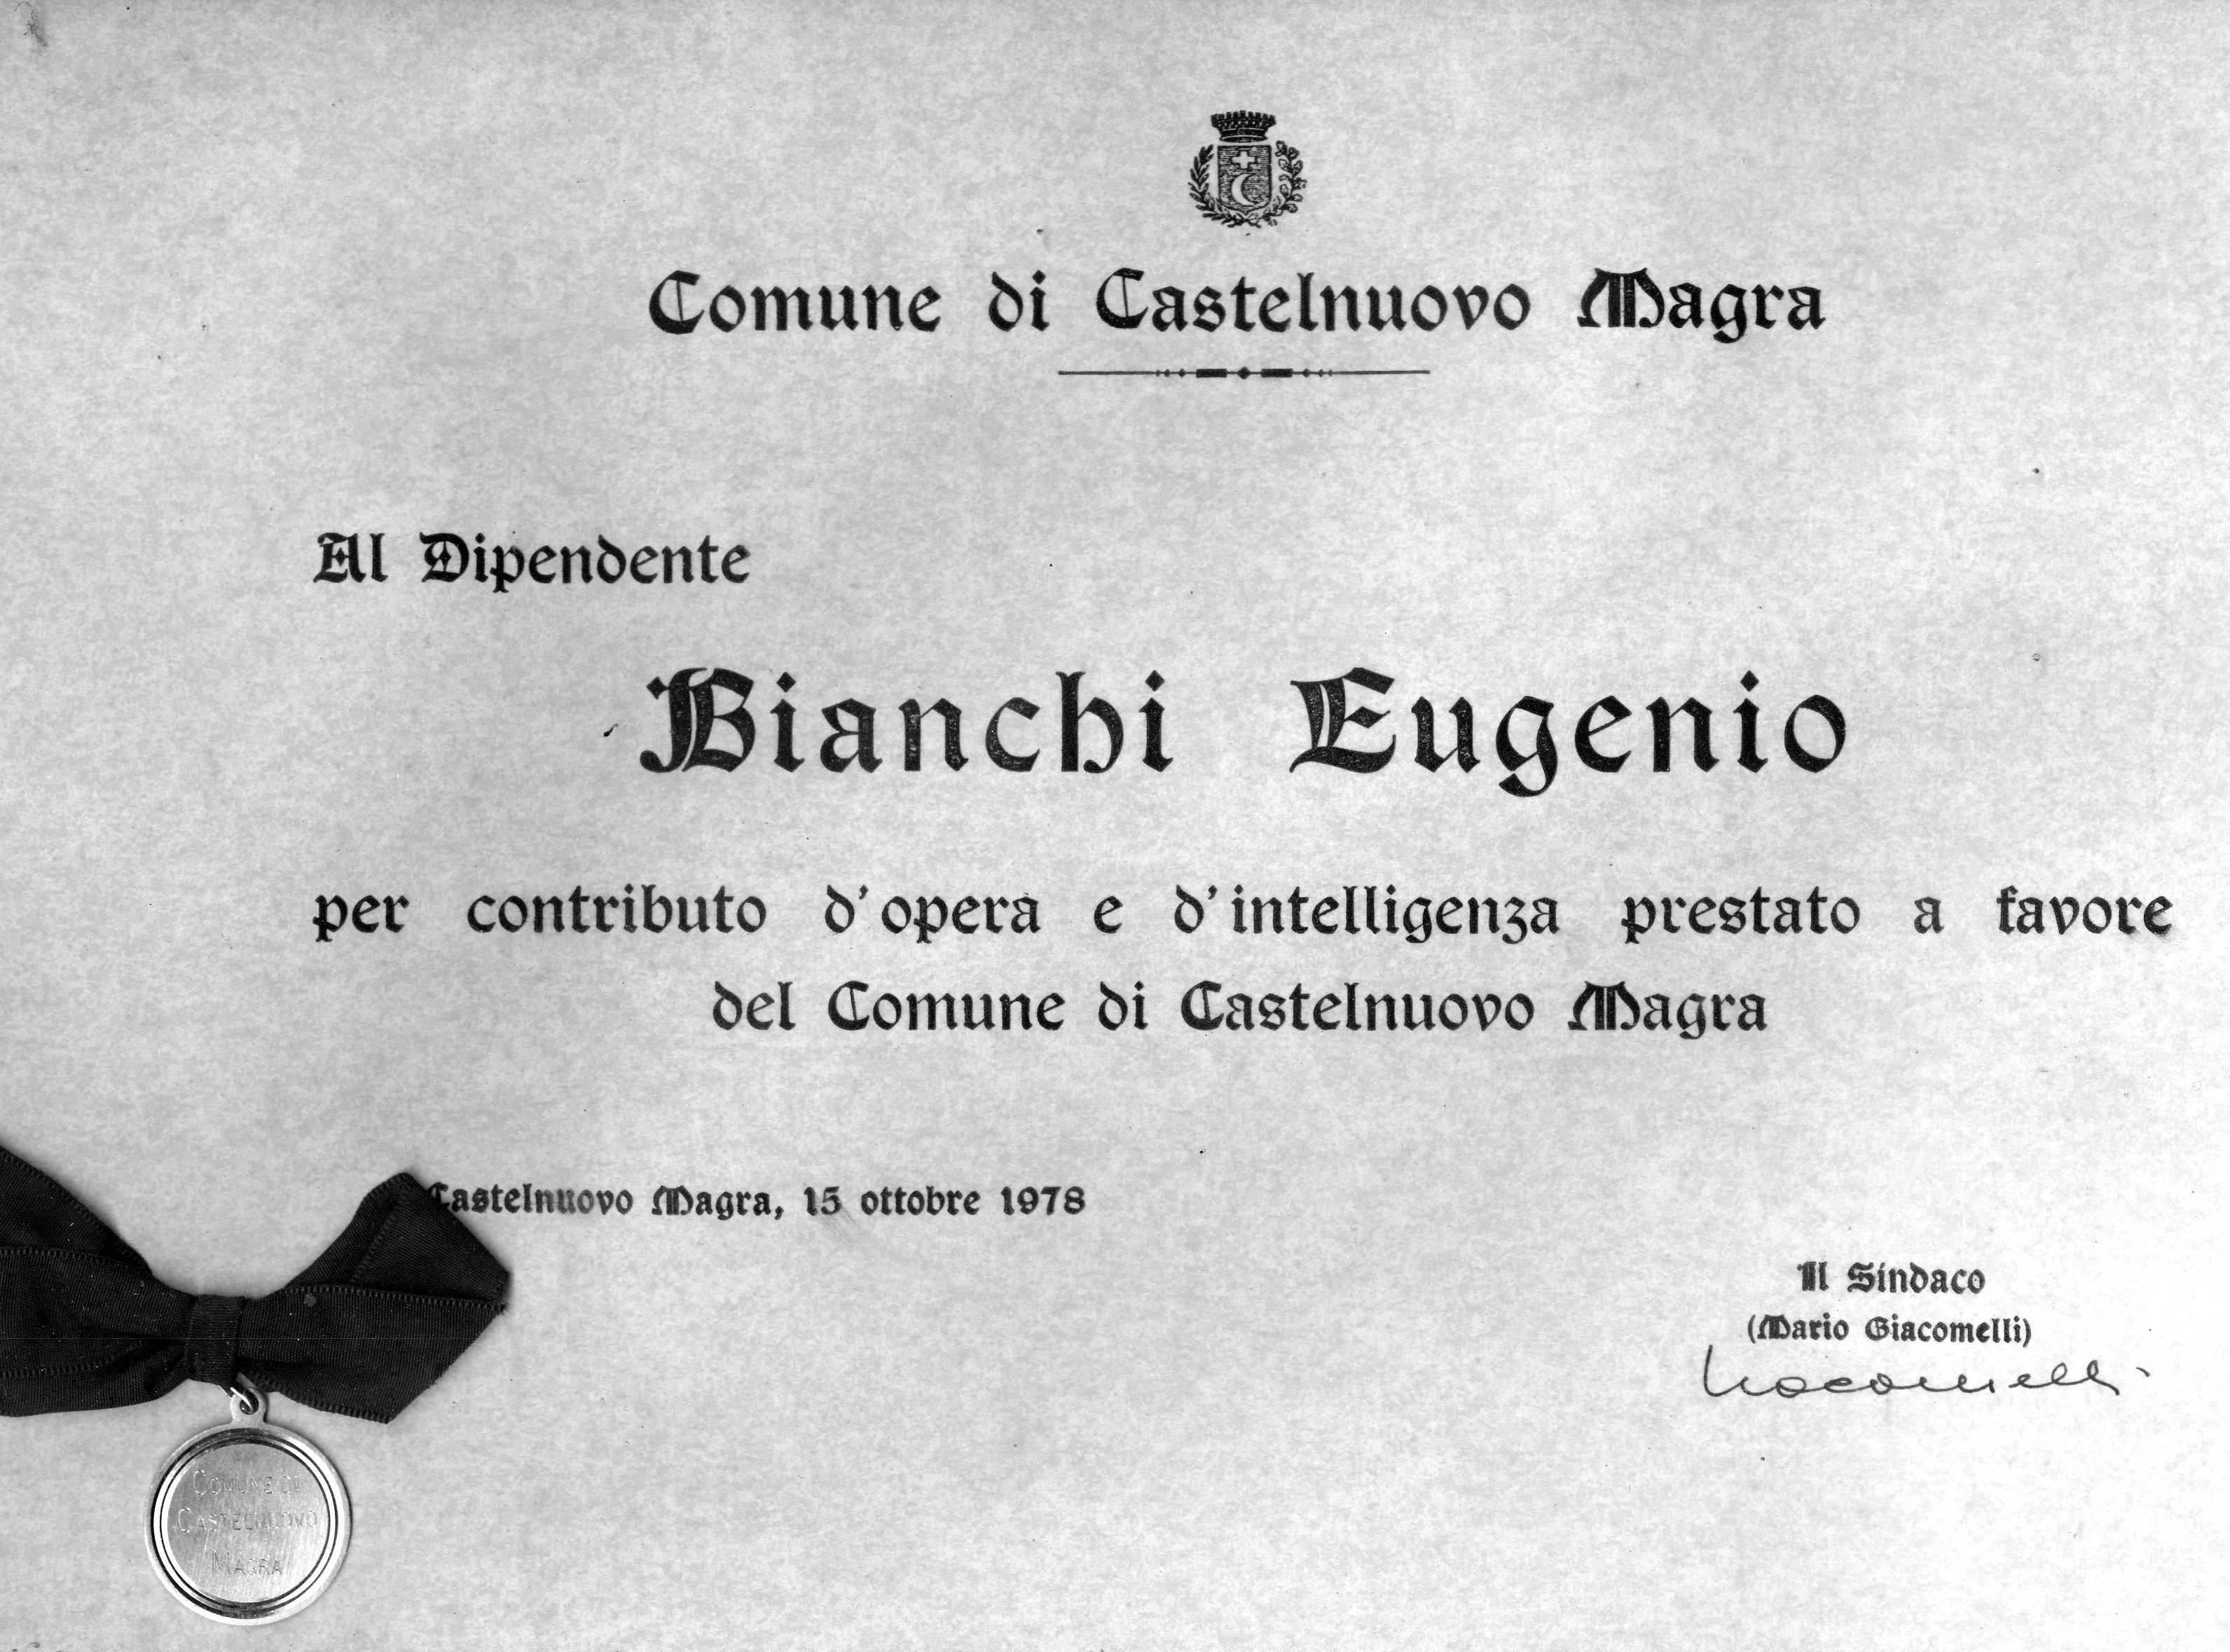 Comune di Castelnuovo Magra
Al Dipendente
Bianchi Eugenio
per contributo d'opera e d'intelligenza prestato a favore
del Comune di Castelnuovo Magra
Castelnuovo Magra, 15 ottobre 1978
Il Sindaco
(Mario Giacomelli)
Giacomelli
COMUNE DI
CASTELNUOVO
MAGRA